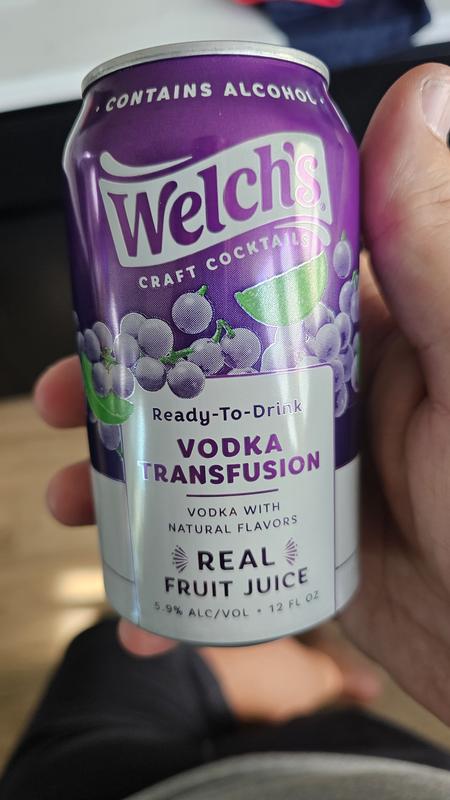 · CONTAINS ALCOHOL ·
Welch's®
CRAFT COCKTAILS
Ready-To-Drink
VODKA
TRANSFUSION
VODKA WITH
NATURAL FLAVORS
REAL
FRUIT JUICE
5.9% ALC/VOL • 12 FL OZ